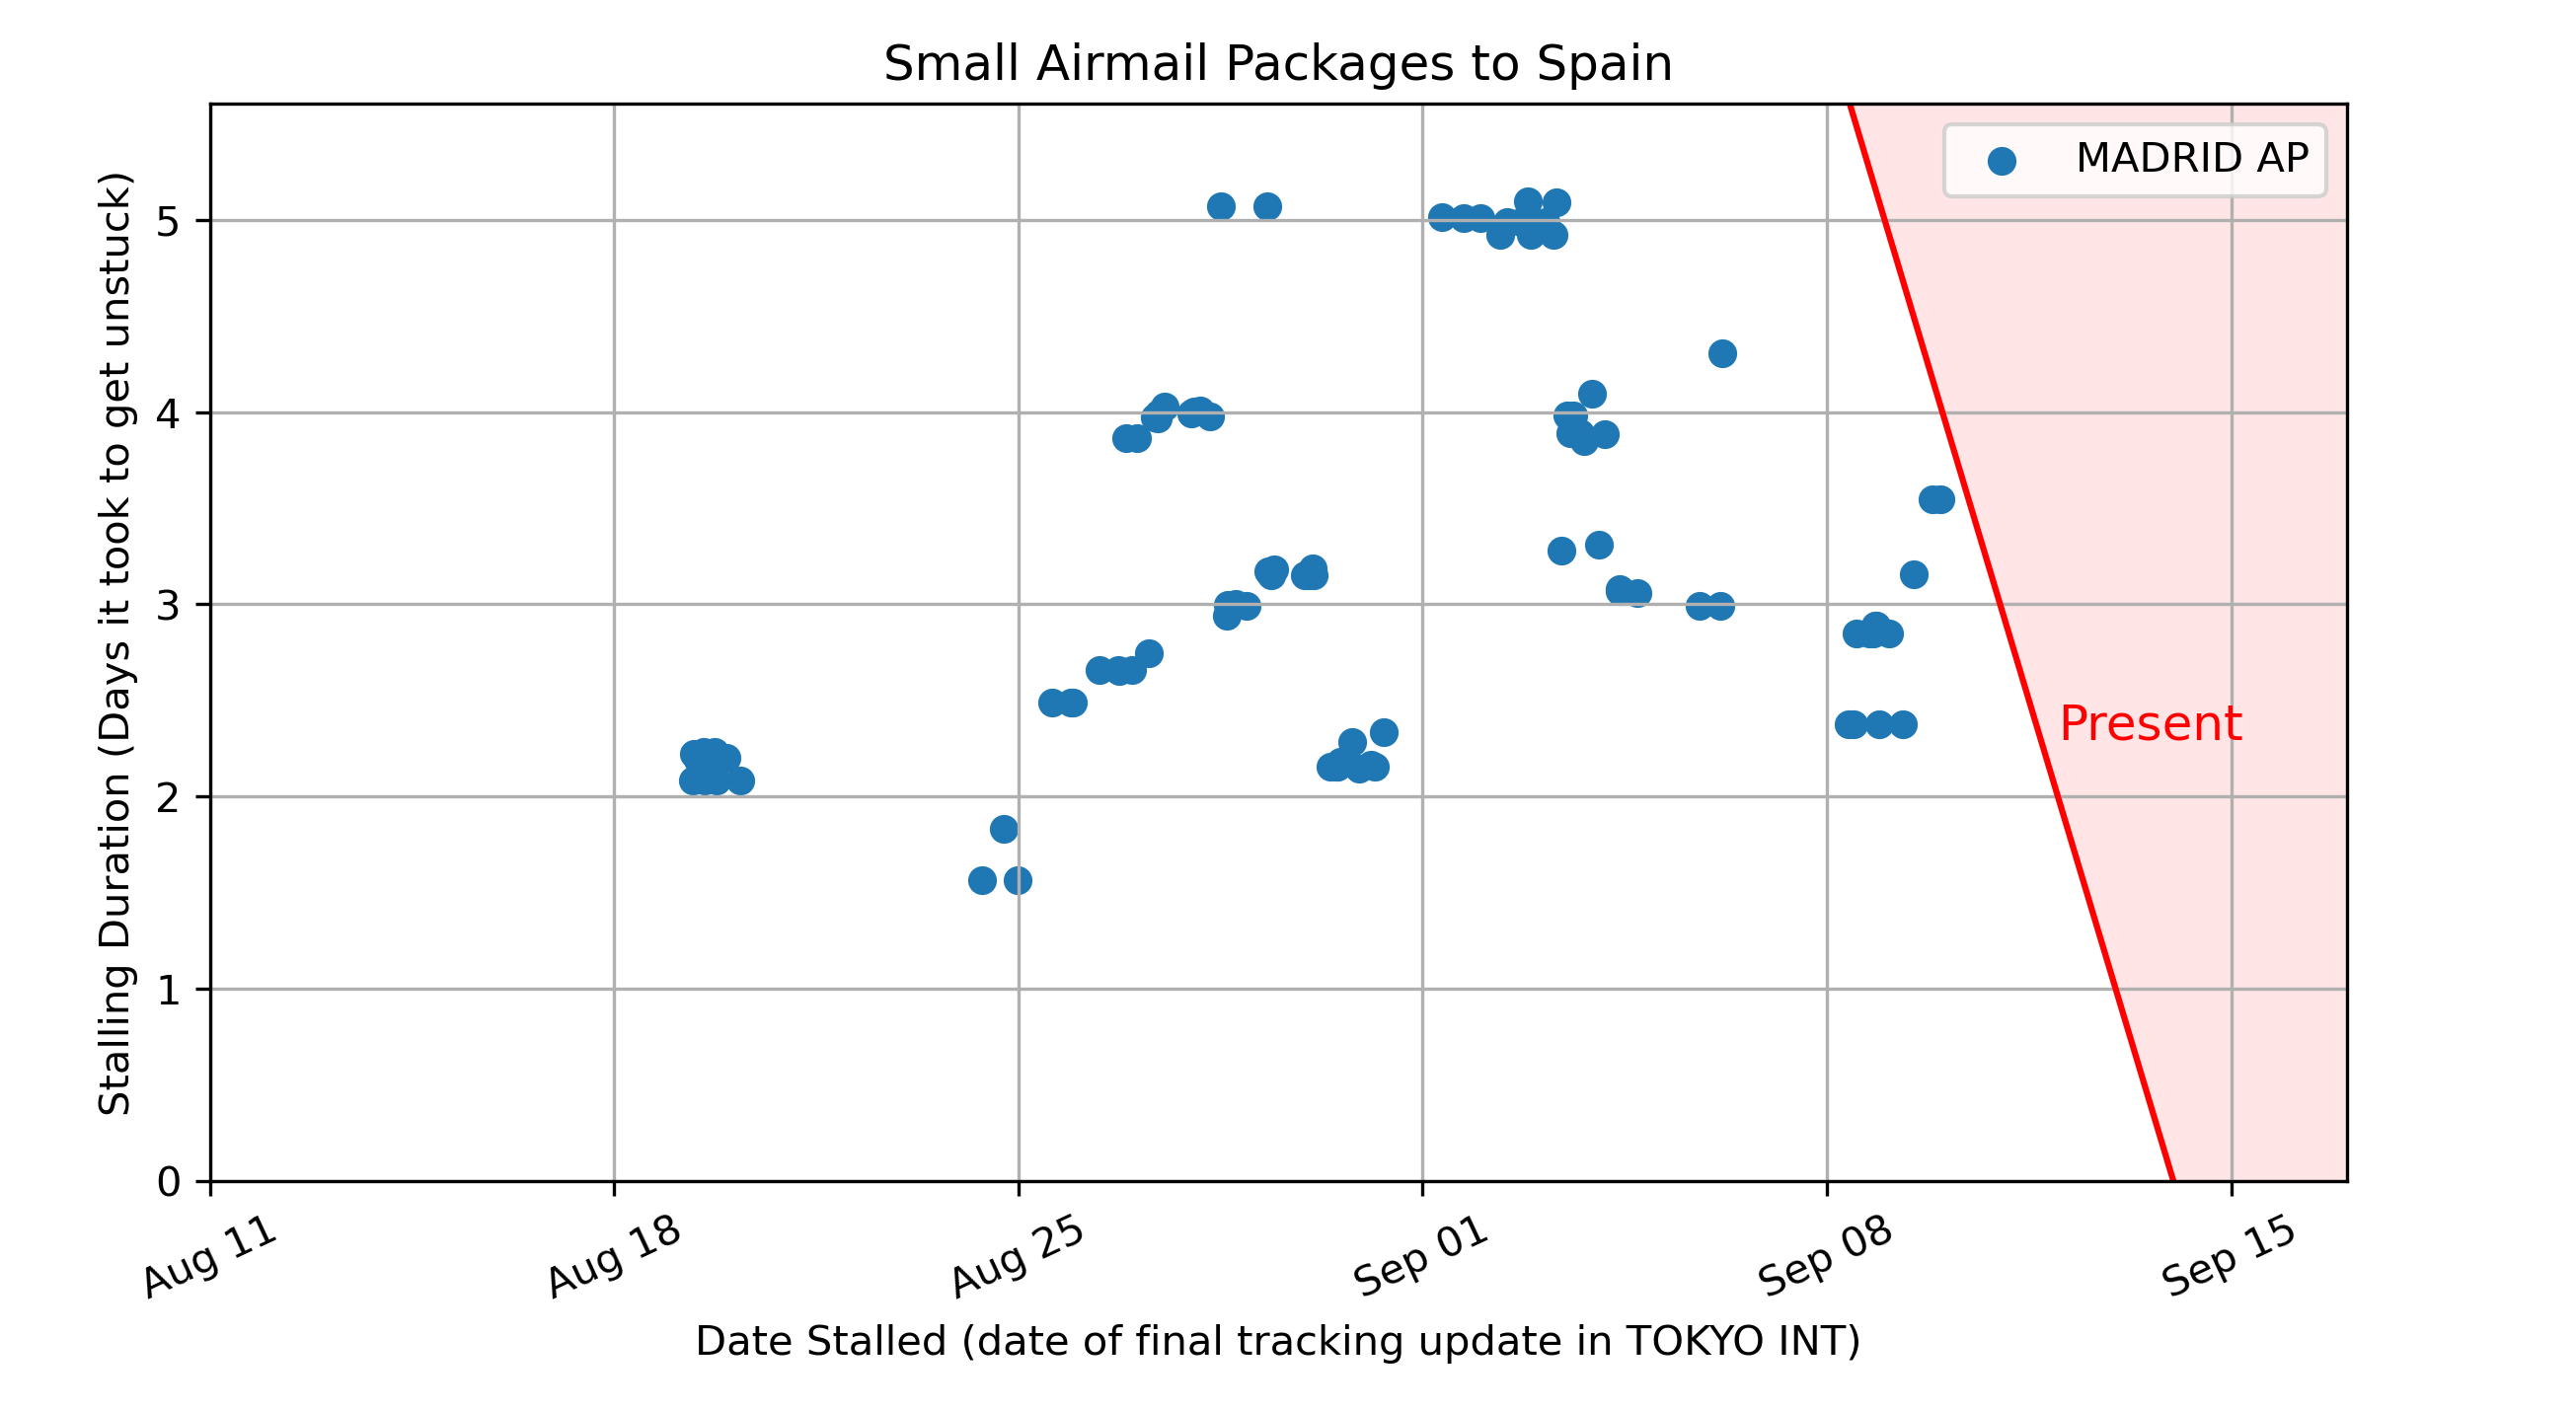 Small Airmail Packages to Spain
MADRID AP
Stalling Duration (Days it took to get unstuck)
5
4
3
2
1
0
Present
Aug 11
Aug 18
Aug 25
Sep 01
Sep 08
Sep 15
Date Stalled (date of final tracking update in TOKYO INT)